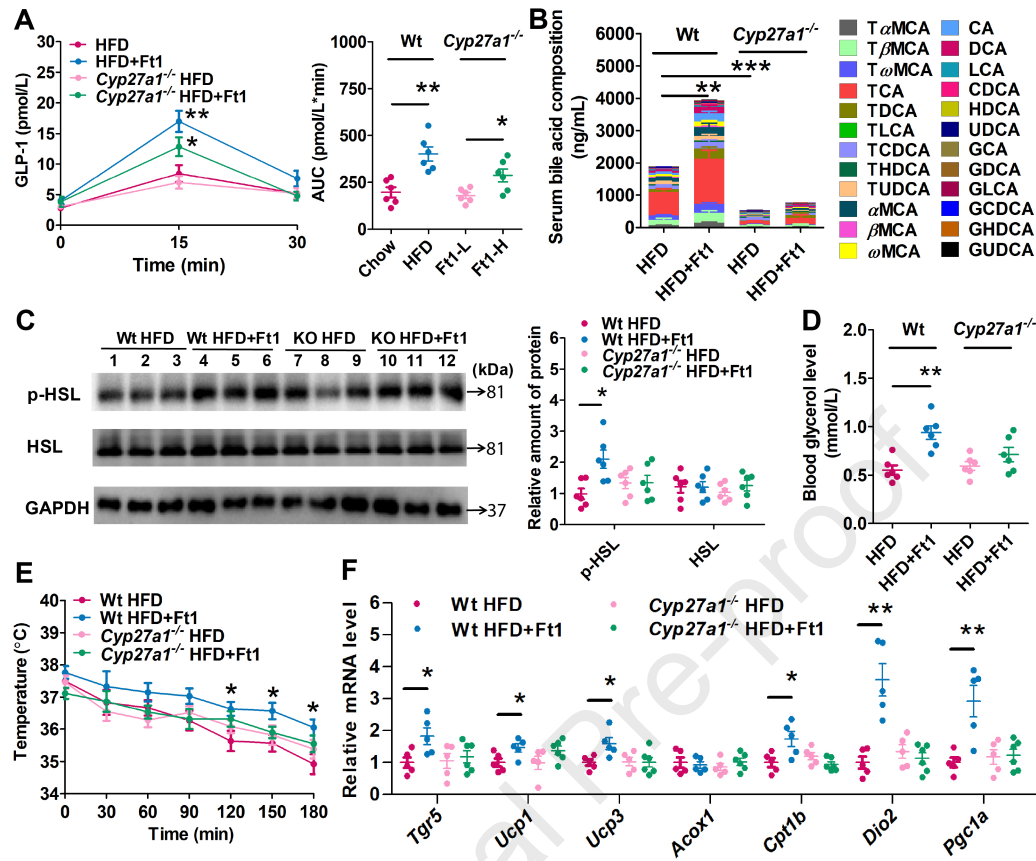 A
GLP-1 (pmol/L)
30
25
20
15
10
5
0
HFD
HFD+Ft1
Cyp27a1-/- HFD
Cyp27a1-/- HFD+Ft1
**
*
0 15 30
Time (min)
AUC (pmol/L*min)
1000
750
500
250
0
Wt Cyp27a1-/-
**
*
Chow HFD Ft1-L Ft1-H
B
Serum bile acid composition
(ng/mL)
6000
5000
4000
3000
2000
1000
0
Wt Cyp27a1-/-
***
**
HFD HFD+Ft1 HFD HFD+Ft1
TαMCA
TβMCA
TωMCA
TCA
TDCA
TLCA
TCDCA
THDCA
TUDCA
αMCA
βMCA
ωMCA
CA
DCA
LCA
CDCA
HDCA
UDCA
GCA
GDCA
GLCA
GCDCA
GHDCA
GUDCA
C
Wt HFD Wt HFD+Ft1 KO HFD KO HFD+Ft1
1 2 3 4 5 6 7 8 9 10 11 12 (kDa)
p-HSL →81
HSL →81
GAPDH →37
Relative amount of protein
6
5
4
3
2
1
0
Wt HFD
Wt HFD+Ft1
Cyp27a1-/- HFD
Cyp27a1-/- HFD+Ft1
*
p-HSL HSL
D
Blood glycerol level
(mmol/L)
2.0
1.5
1.0
0.5
0.0
Wt Cyp27a1-/-
**
HFD HFD+Ft1 HFD HFD+Ft1
E
Temperature (°C)
40
39
38
37
36
35
34
Wt HFD
Wt HFD+Ft1
Cyp27a1-/- HFD
Cyp27a1-/- HFD+Ft1
* * *
0 30 60 90 120 150 180
Time (min)
F
Relative mRNA level
6
5
4
3
2
1
0
Wt HFD
Wt HFD+Ft1
Cyp27a1-/- HFD
Cyp27a1-/- HFD+Ft1
* * * * ** **
Tgr5 Ucp1 Ucp3 Acox1 Cpt1b Dio2 Pgc1a
al Pre-proof